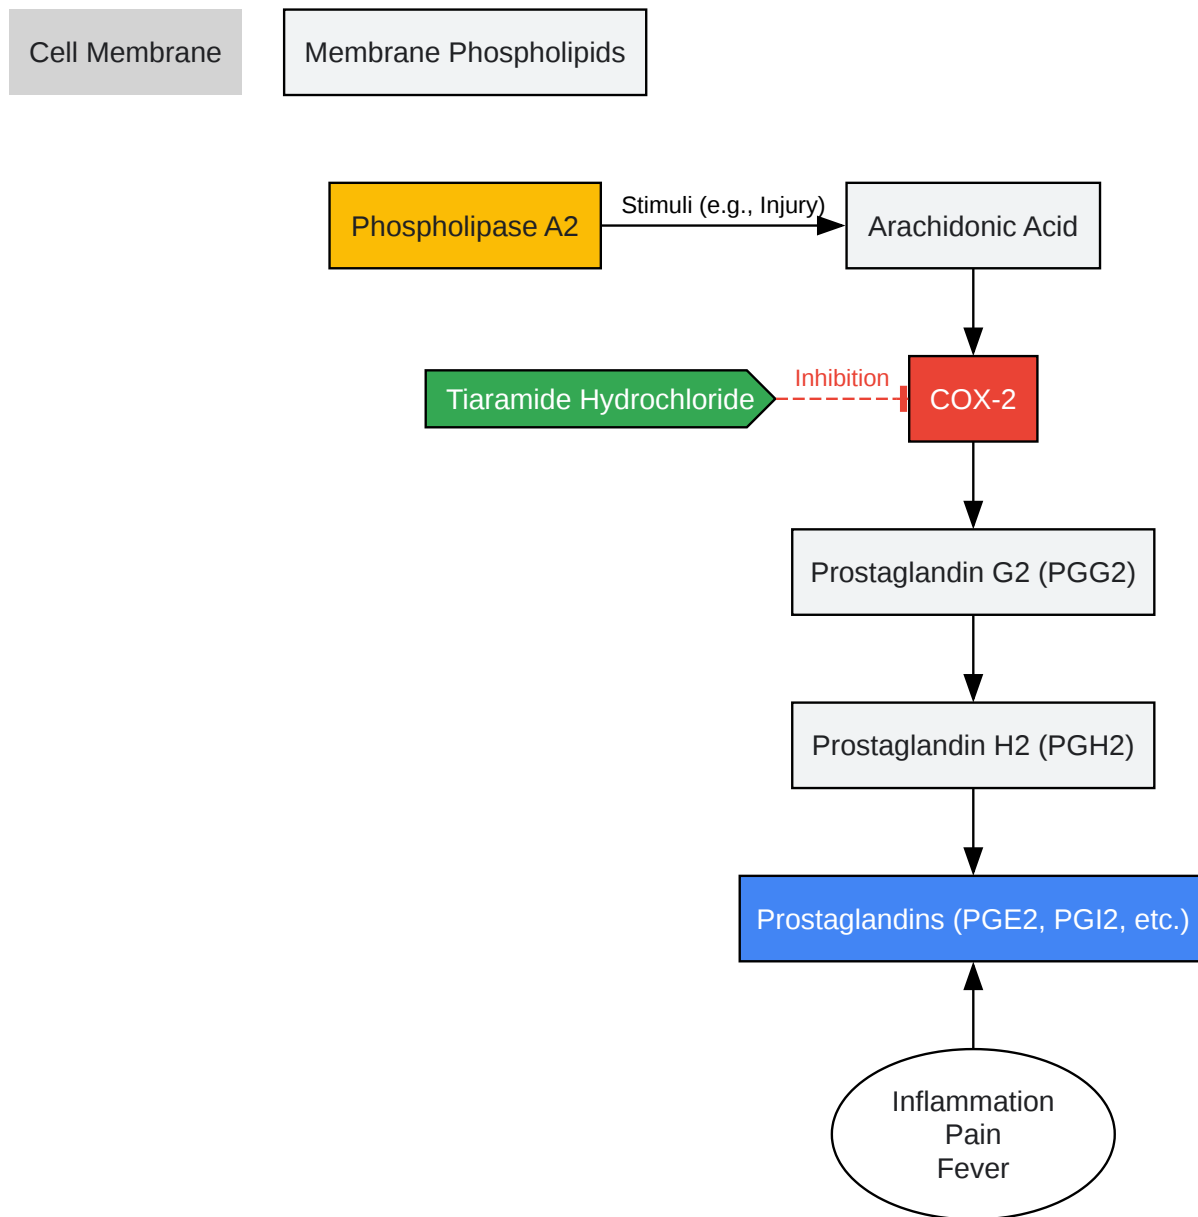 Cell Membrane
Membrane Phospholipids
Phospholipase A2
Stimuli (e.g., Injury)
Arachidonic Acid
Tiaramide Hydrochloride
Inhibition
COX-2
Prostaglandin G2 (PGG2)
Prostaglandin H2 (PGH2)
Prostaglandins (PGE2, PGI2, etc.)
Inflammation
Pain
Fever